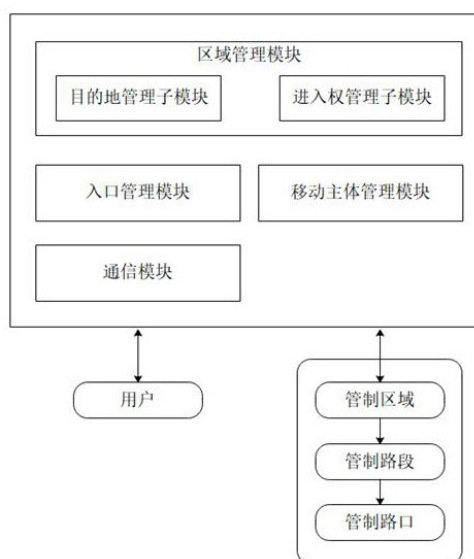 区域管理模块
目的地管理子模块
进入权管理子模块
入口管理模块
移动主体管理模块
通信模块
用户
管制区域
管制路段
管制路口